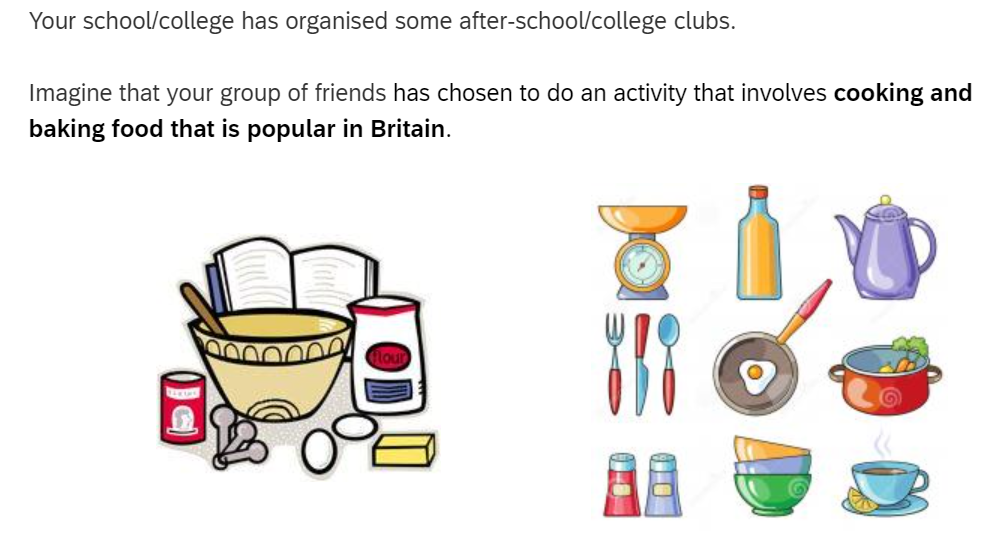 Your school/college has organised some after-school/college clubs.
Imagine that your group of friends has chosen to do an activity that involves cooking and
baking food that is popular in Britain.
flour